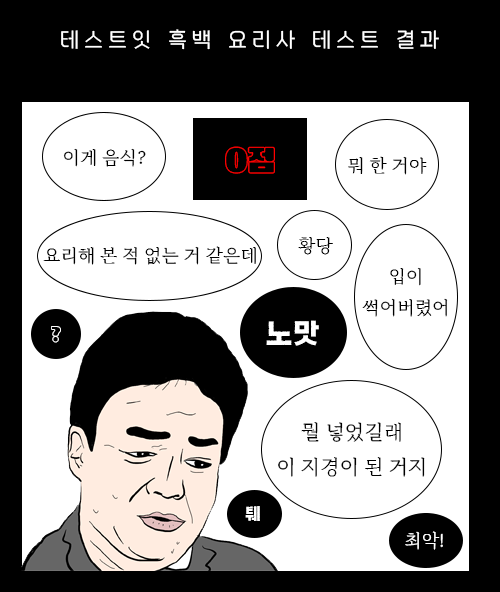 테스트잇 흑백 요리사 테스트 결과
이게 음식?
0점
뭐 한 거야
요리해 본 적 없는 거 같은데
황당
입이
썩어버렸어
?
노맛
뭘 넣었길래
이 지경이 된 거지
퉤
최악!